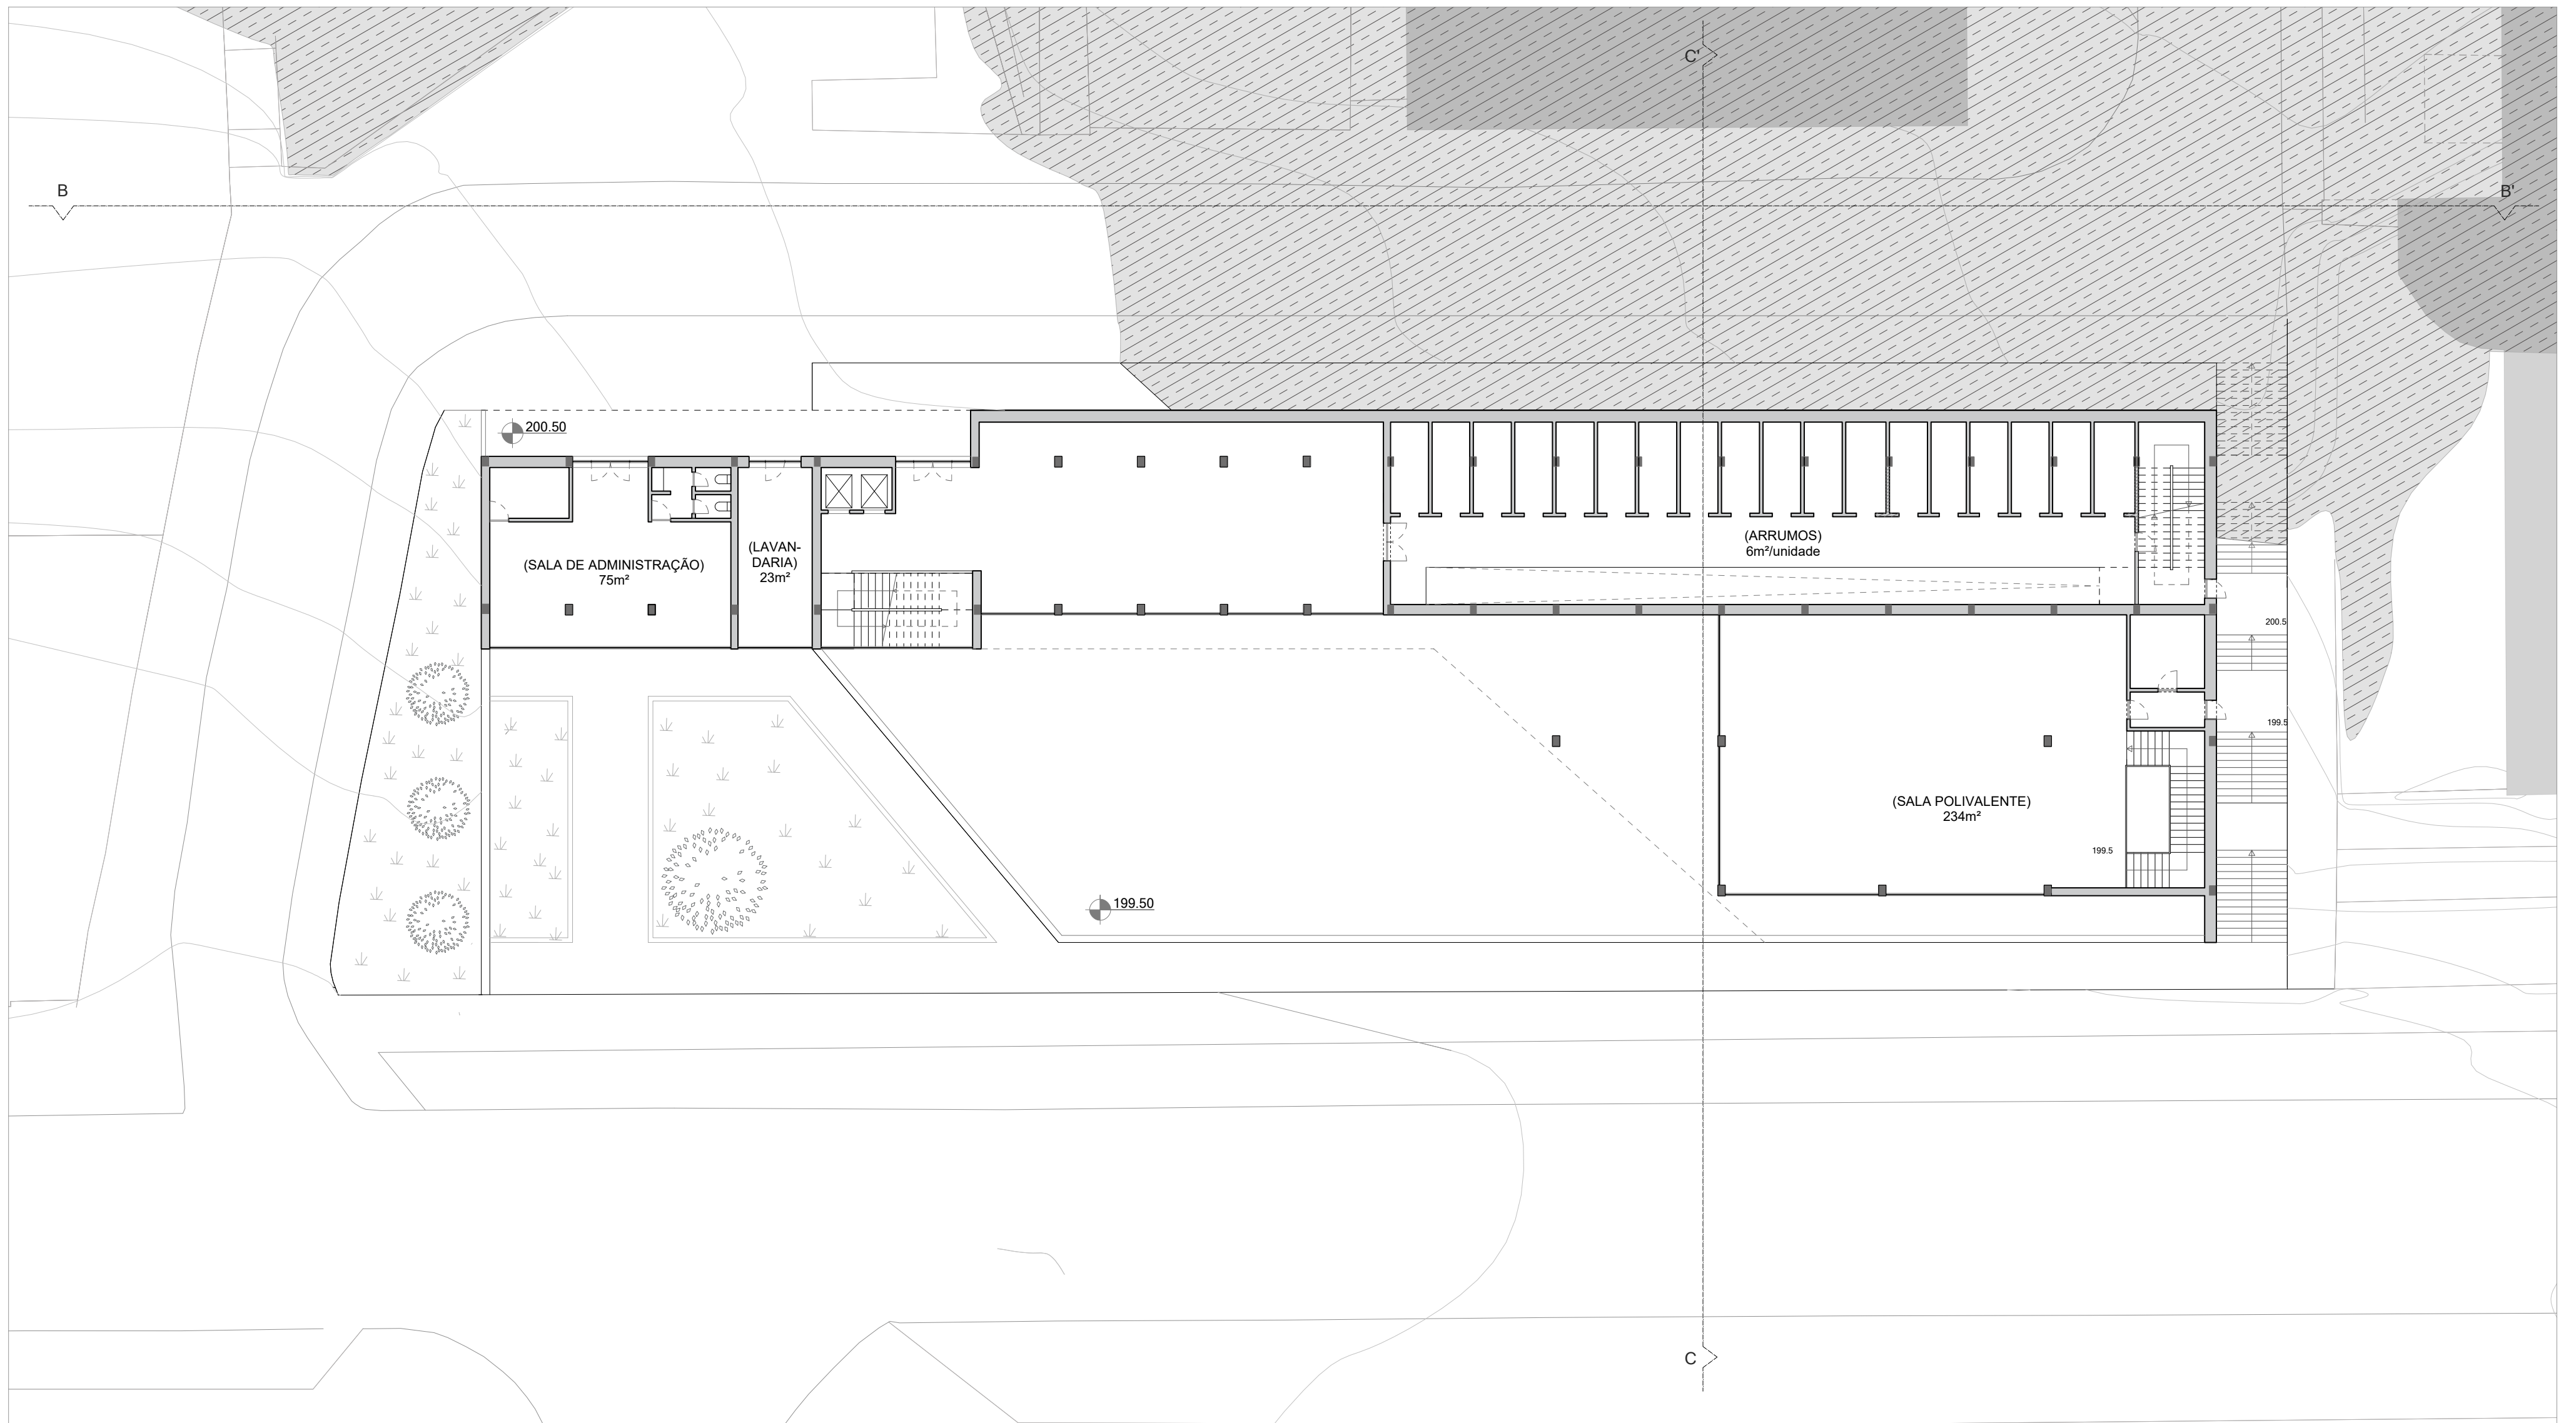 C'
B
B'
200.50
(SALA DE ADMINISTRAÇÃO)
75m²
(LAVAN-
DARIA)
23m²
(ARRUMOS)
6m²/unidade
200.5
199.5
(SALA POLIVALENTE)
234m²
199.5
199.50
C